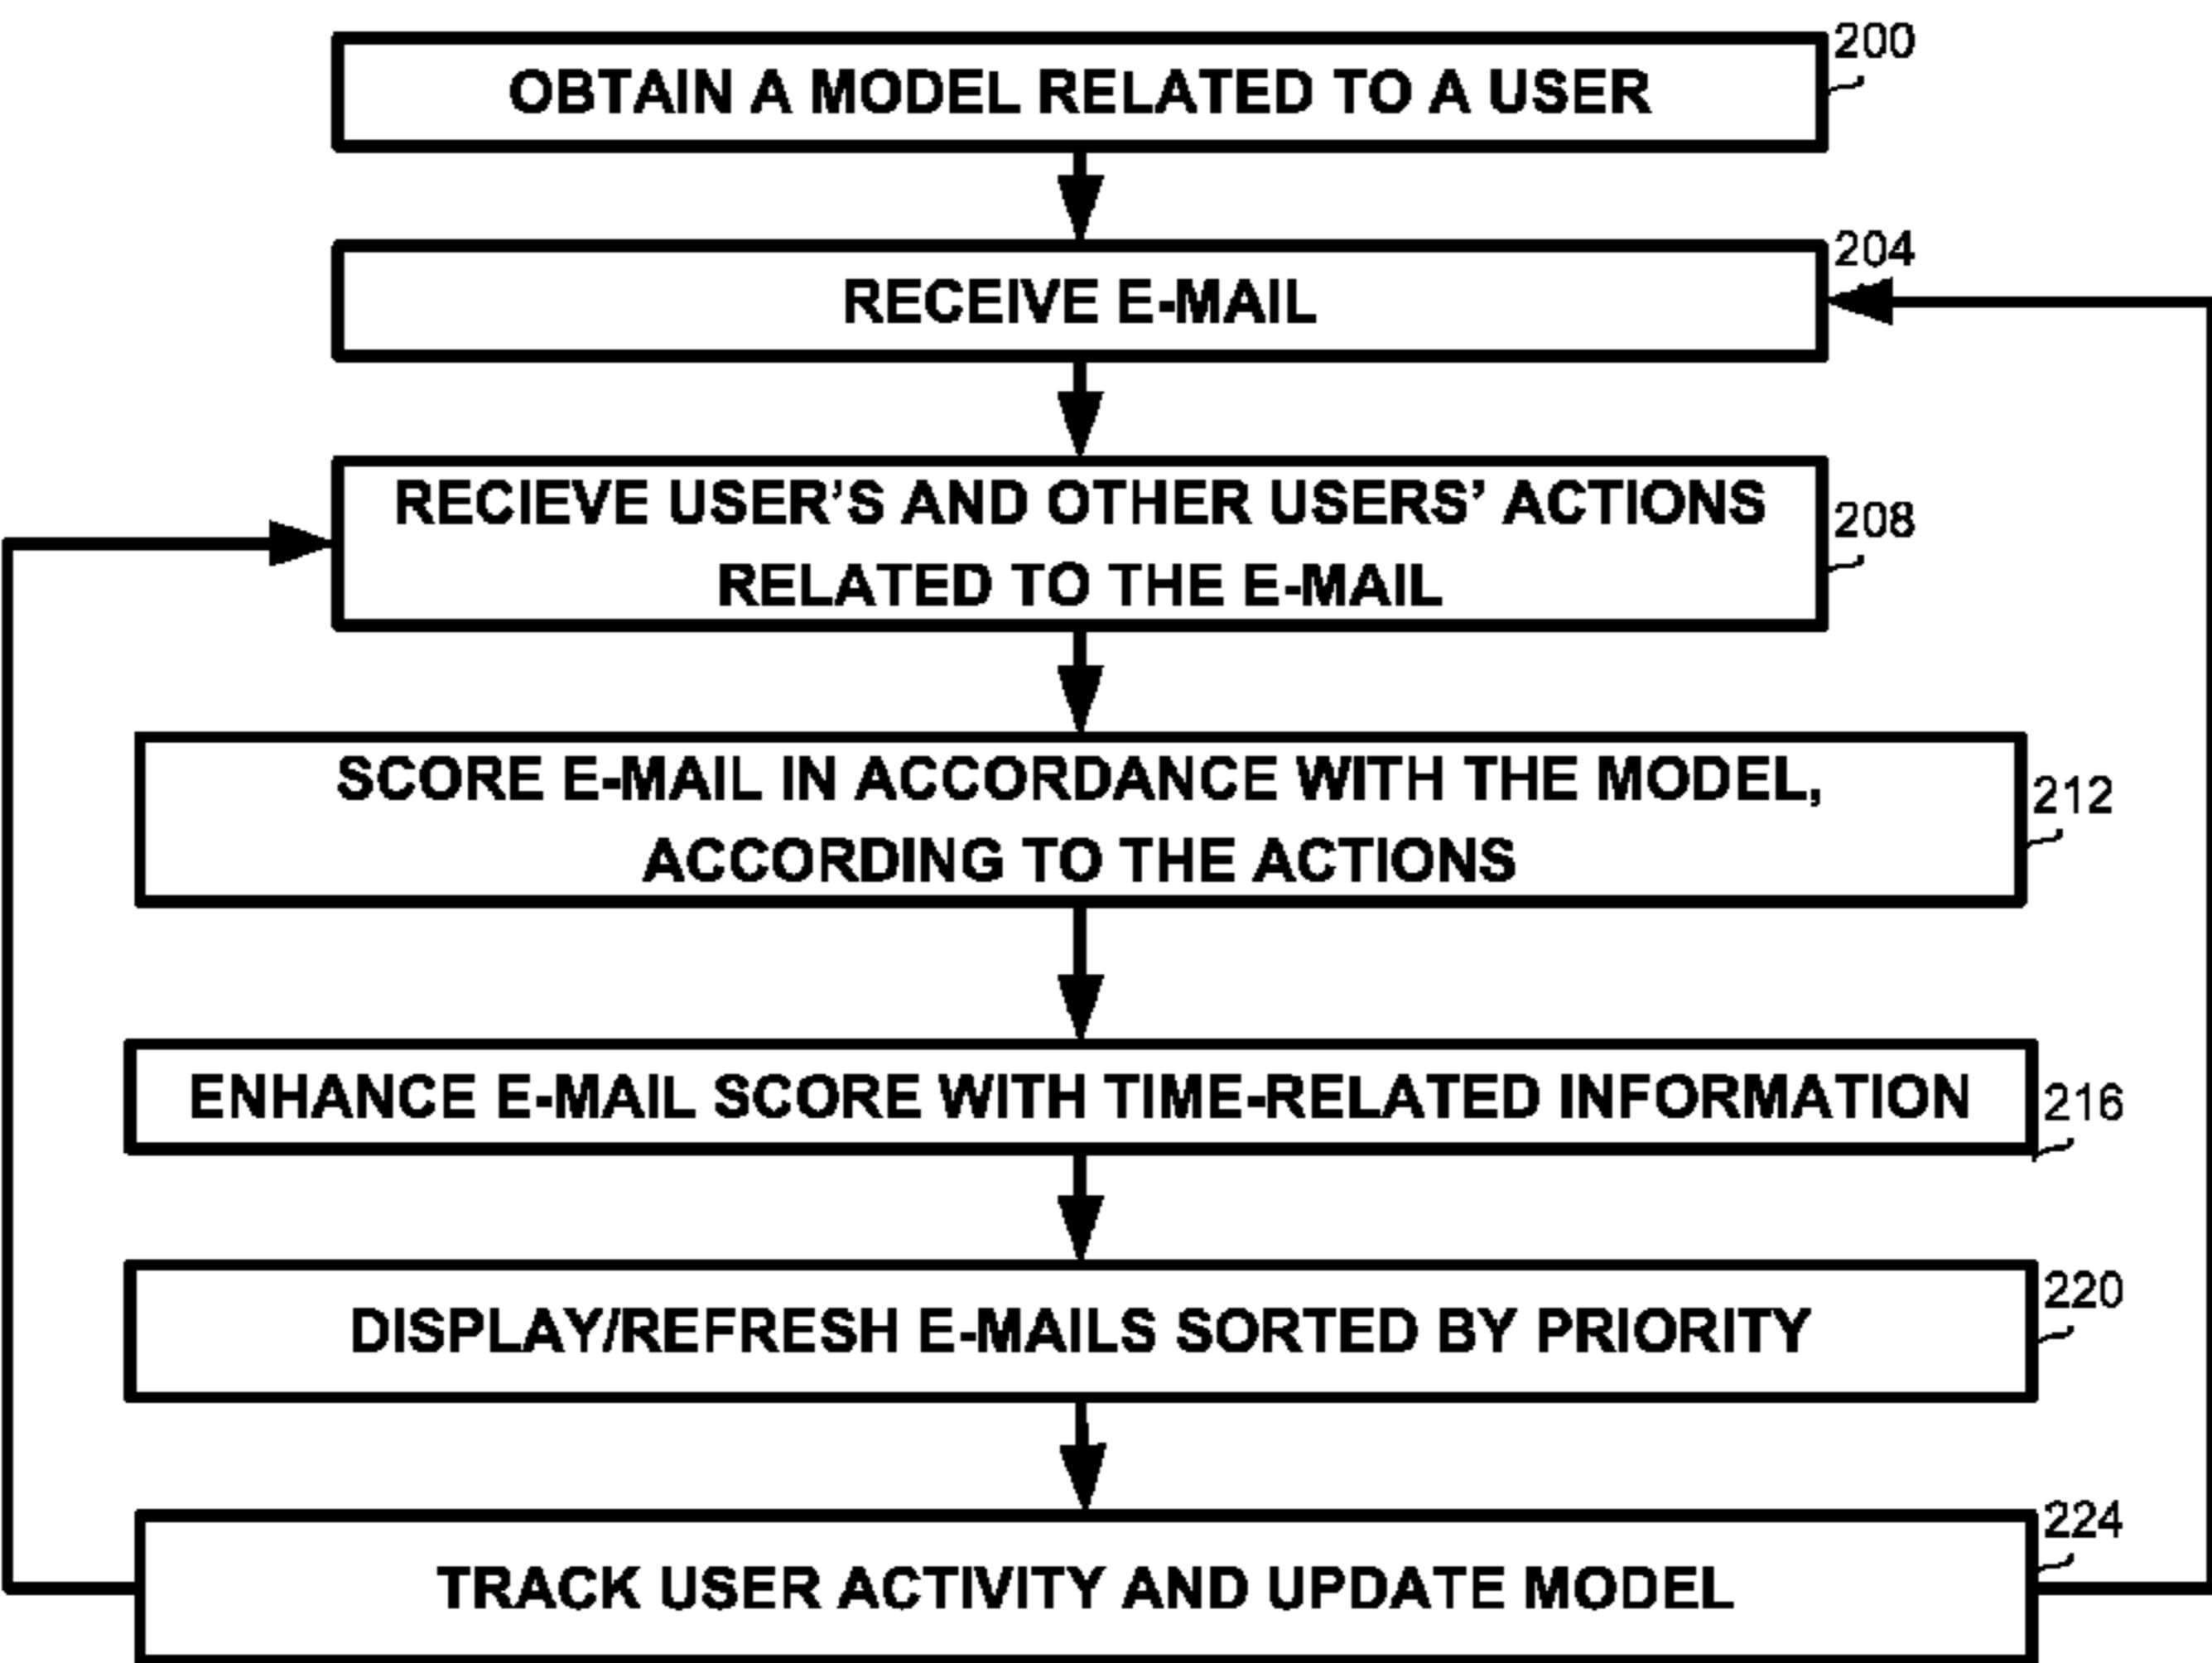 200
OBTAIN A MODEL RELATED TO A USER
204
RECEIVE E-MAIL
RECIEVE USER'S AND OTHER USERS' ACTIONS
RELATED TO THE E-MAIL
208
SCORE E-MAIL IN ACCORDANCE WITH THE MODEL,
ACCORDING TO THE ACTIONS
212
ENHANCE E-MAIL SCORE WITH TIME-RELATED INFORMATION
216
220
DISPLAY/REFRESH E-MAILS SORTED BY PRIORITY
224
TRACK USER ACTIVITY AND UPDATE MODEL